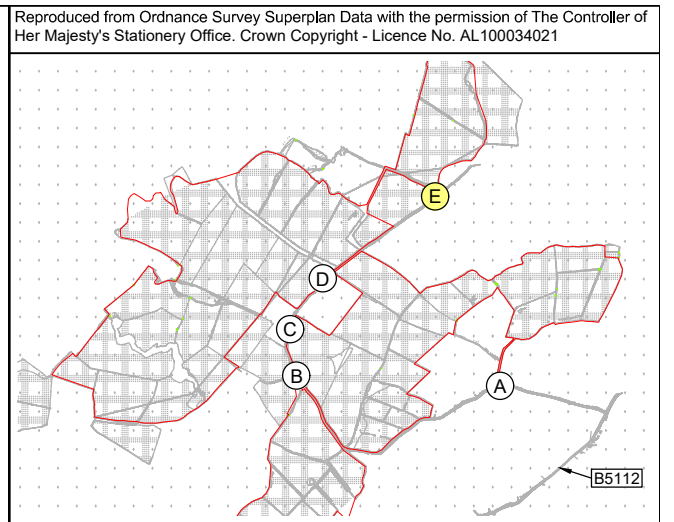 Reproduced from Ordnance Survey Superplan Data with the permission of The Controller of
Her Majesty's Stationery Office. Crown Copyright - Licence No. AL100034021
E
D
C
B
A
B5112